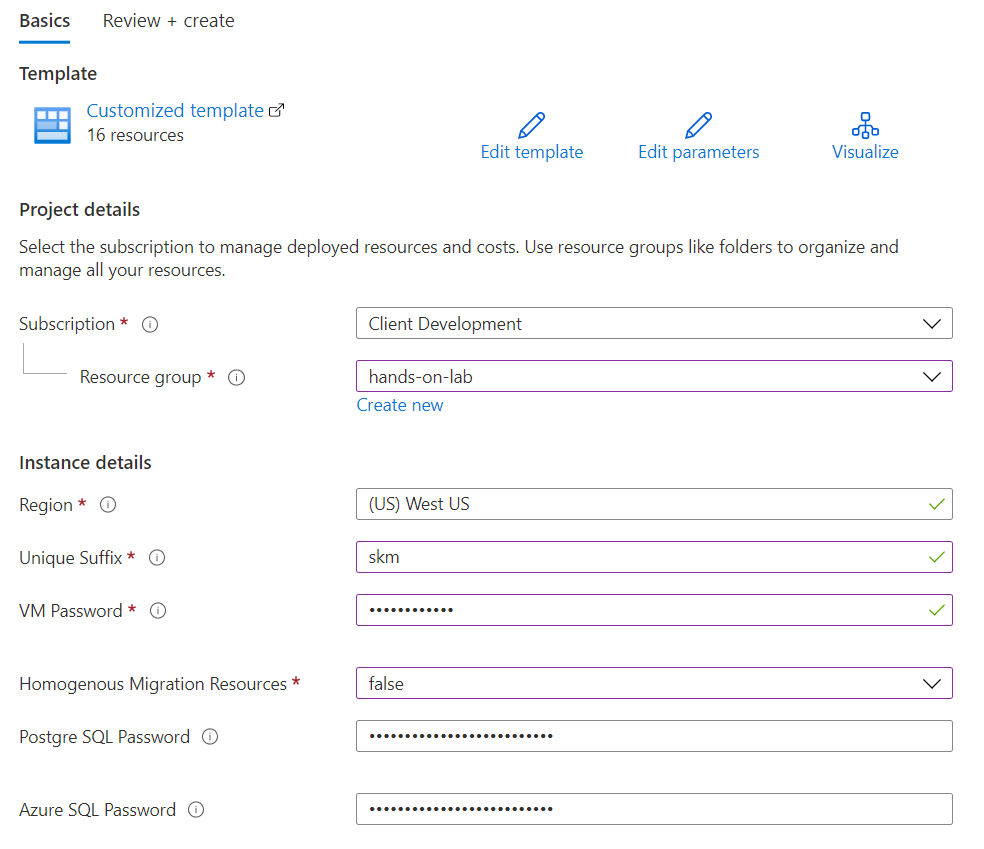 Basics Review + create
Template
Customized template
16 resources
Edit template Edit parameters Visualize
Project details
Select the subscription to manage deployed resources and costs. Use resource groups like folders to organize and
manage all your resources.
Subscription * Client Development
Resource group * hands-on-lab
Create new
Instance details
Region * (US) West US
Unique Suffix * skm
VM Password * ••••••••••••
Homogenous Migration Resources * false
Postgre SQL Password ••••••••••••••••••••••••••
Azure SQL Password ••••••••••••••••••••••••••